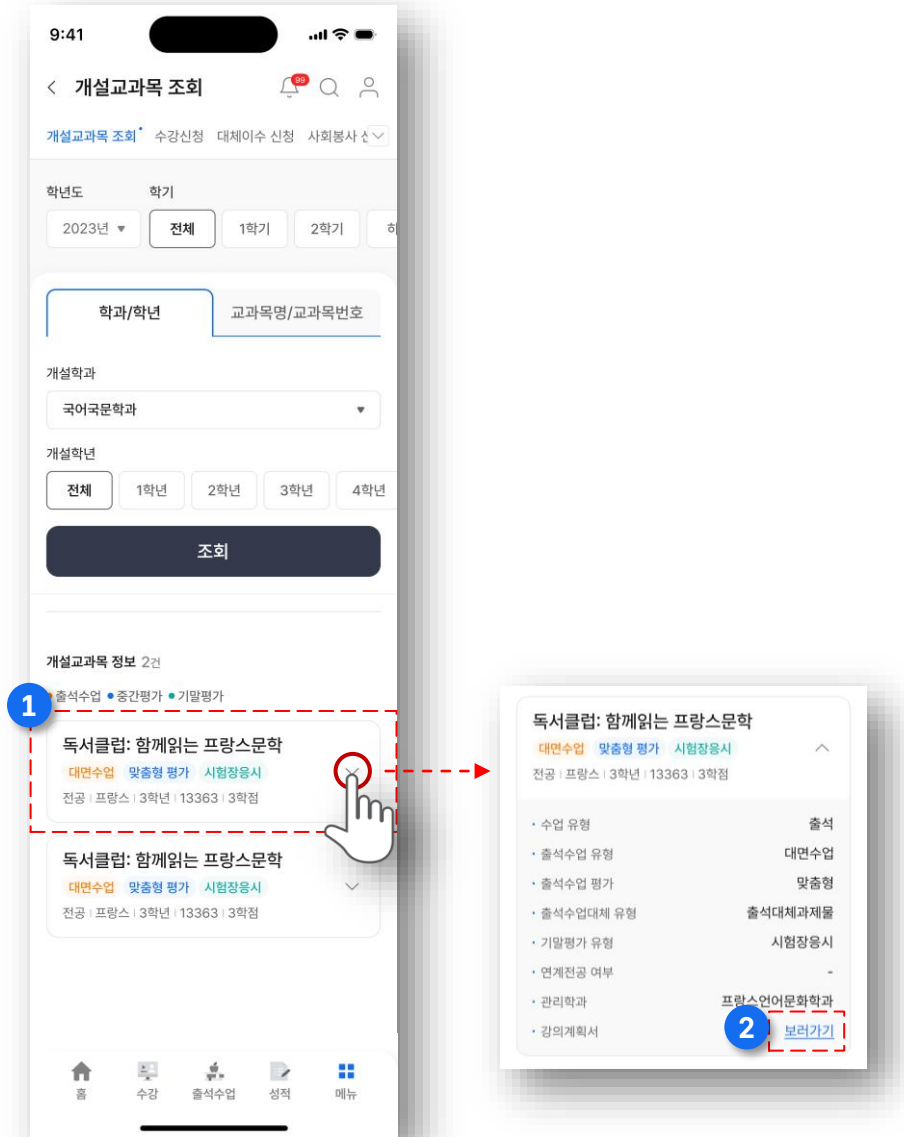 9:41
개설교과목 조회
99
개설교과목 조회 수강신청 대체이수 신청 사회봉사
학년도 학기
2023년 ▼ 전체 1학기 2학기
학과/학년 교과목명/교과목번호
개설학과
국어국문학과 ▼
개설학년
전체 1학년 2학년 3학년 4학년
조회
개설교과목 정보 2건
•출석수업 •중간평가 •기말평가
1
독서클럽: 함께읽는 프랑스문학
대면수업 맞춤형 평가 시험장응시
전공 | 프랑스 | 3학년 | 13363 | 3학점
독서클럽: 함께읽는 프랑스문학
대면수업 맞춤형 평가 시험장응시
전공 | 프랑스 | 3학년 | 13363 | 3학점
홈 수강 출석수업 성적 메뉴
독서클럽: 함께읽는 프랑스문학
대면수업 맞춤형 평가 시험장응시
전공 | 프랑스 | 3학년 | 13363 | 3학점
• 수업 유형 출석
• 출석수업 유형 대면수업
• 출석수업 평가 맞춤형
• 출석수업대체 유형 출석대체과제물
• 기말평가 유형 시험장응시
• 연계전공 여부 -
• 관리학과 프랑스언어문화학과
• 강의계획서 2 보러가기